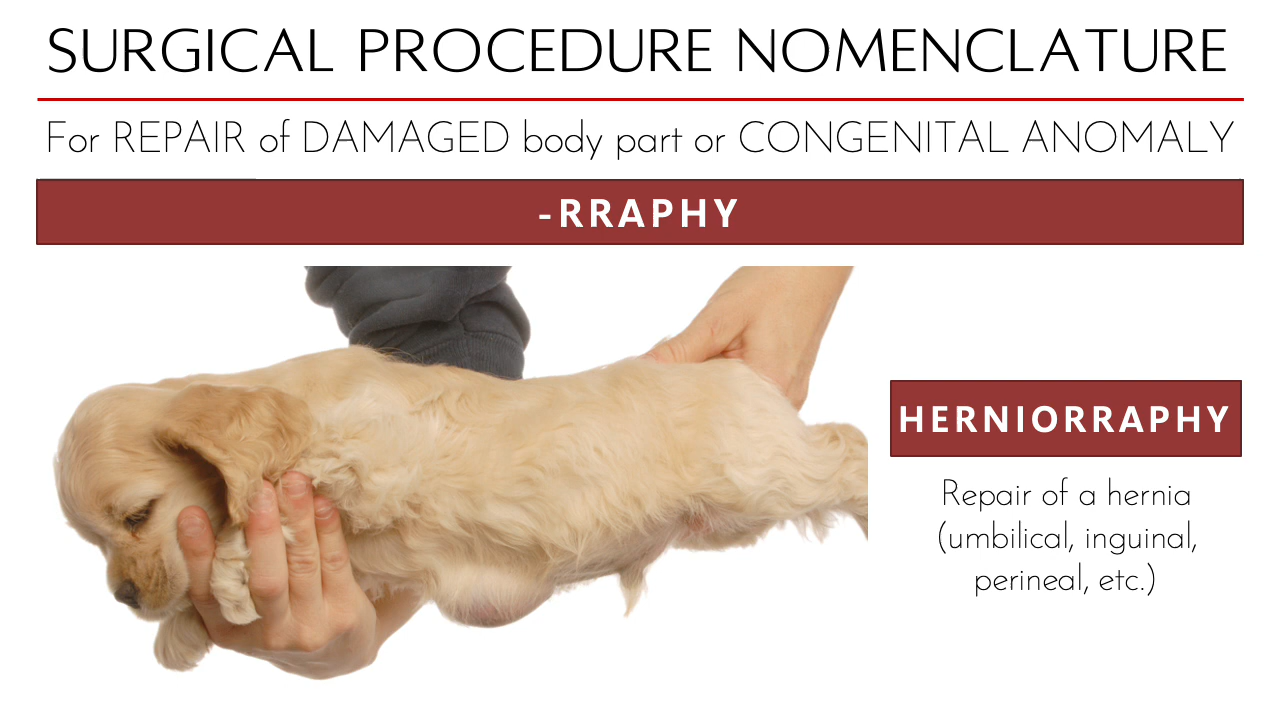 SURGICAL PROCEDURE NOMENCLATURE
For REPAIR of DAMAGED body part or CONGENITAL ANOMALY
-RRAPHY
HERNIORRAPHY
Repair of a hernia
(umbilical, inguinal,
perineal, etc.)